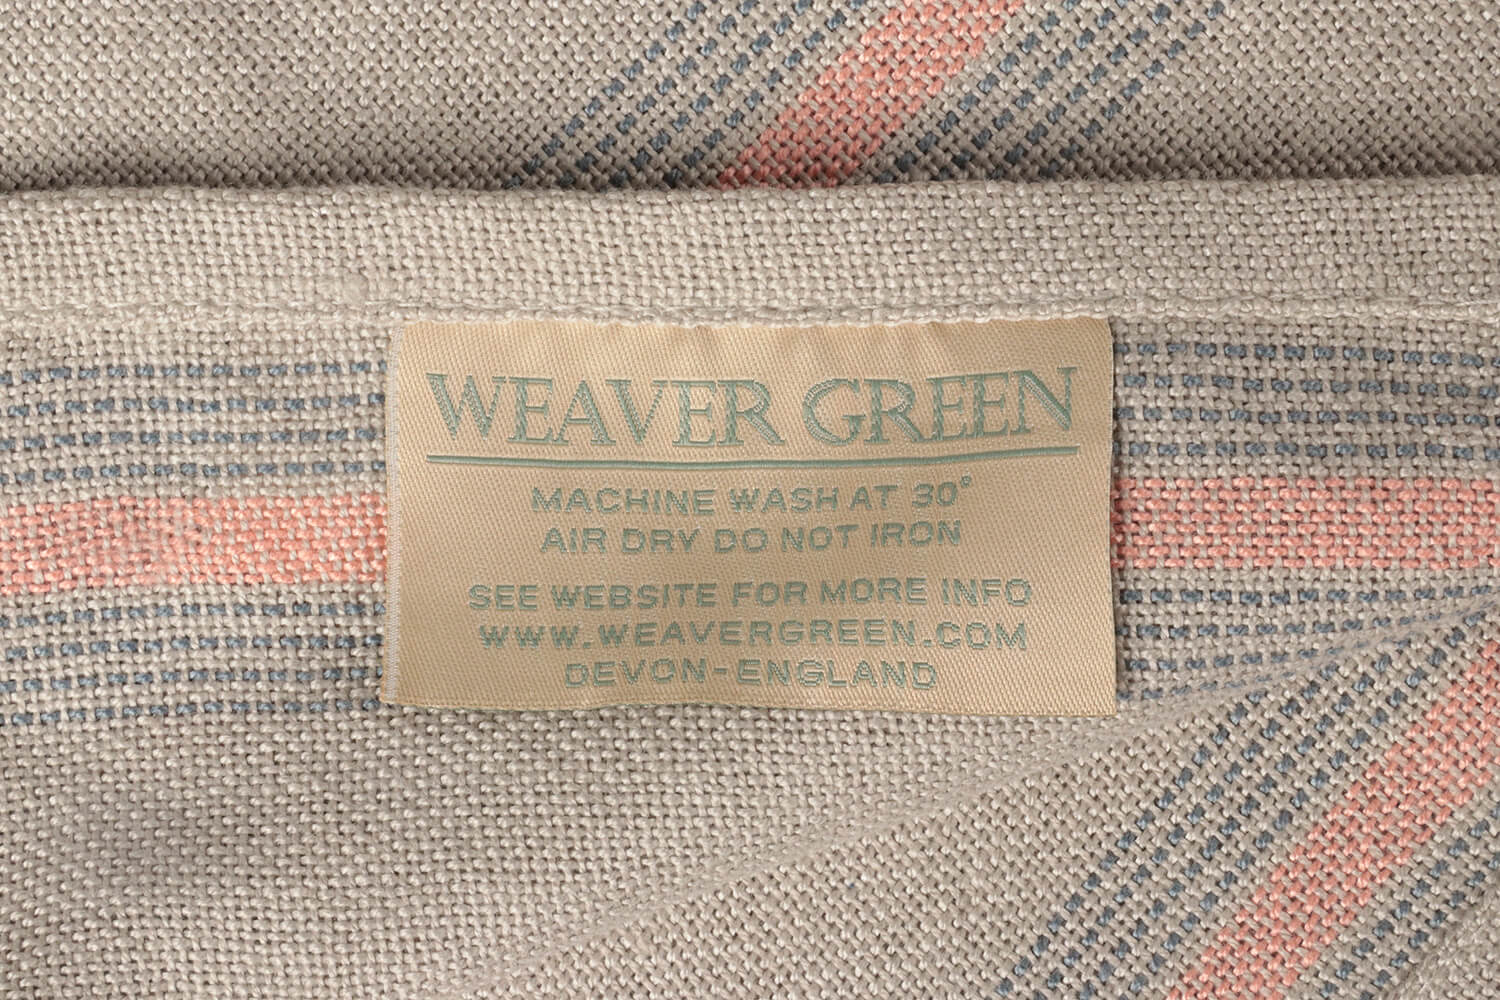 WEAVER GREEN
MACHINE WASH AT 30°
AIR DRY DO NOT IRON
SEE WEBSITE FOR MORE INFO
WWW.WEAVERGREEN.COM
DEVON-ENGLAND